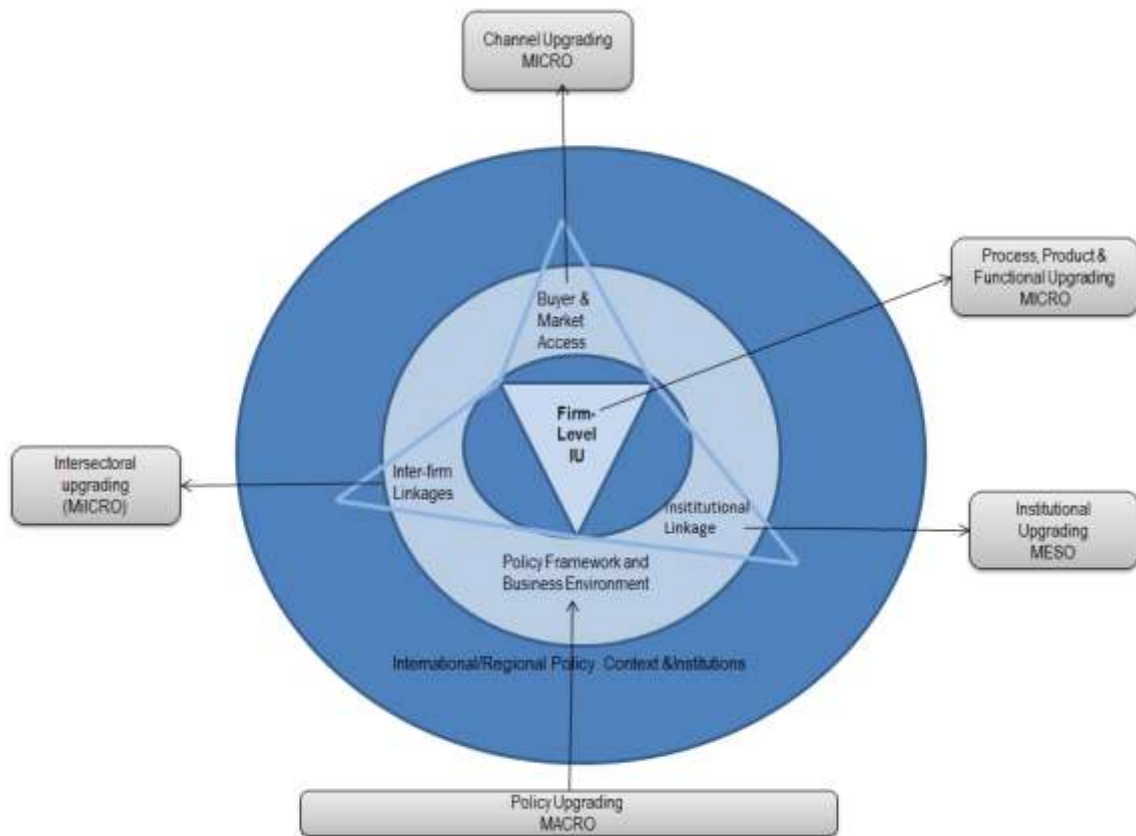 Channel Upgrading
MICRO
Process, Product &
Functional Upgrading
MICRO
Buyer &
Market
Access
Firm-
Level
IU
Intersectoral
upgrading
(MiICRO)
Inter-firm
Linkages
Insititutional
Linkage
Institutional
Upgrading
MESO
Policy Framework and
Business Environment
International/Regional Policy Context &Institutions
Policy Upgrading
MACRO